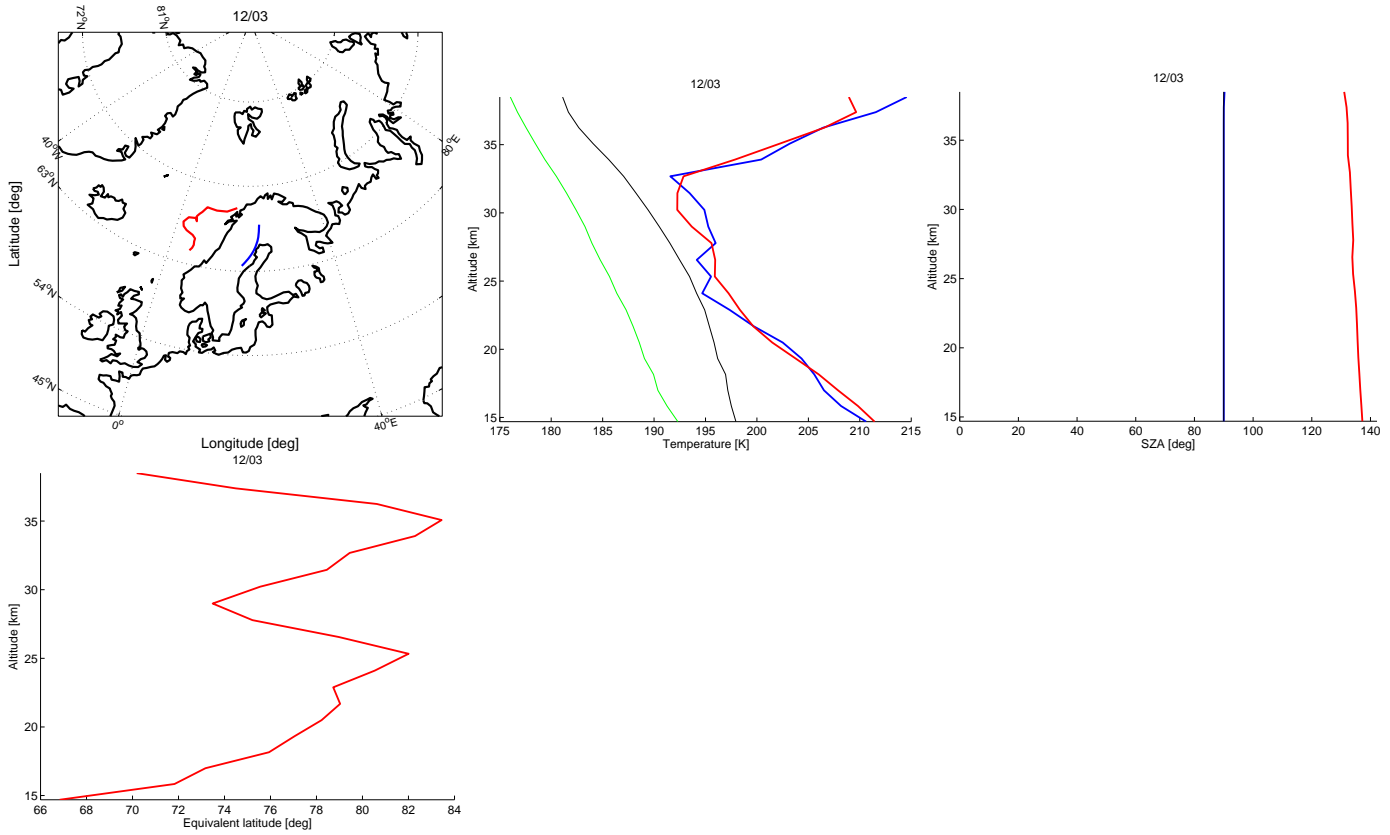 12/03
72°N
81°N
40°W
63°N
54°N
45°N
0°
40°E
80°E
Latitude [deg]
Longitude [deg]
12/03
35
30
25
20
15
175
180
185
190
195
200
205
210
215
Altitude [km]
Temperature [K]
12/03
35
30
25
20
15
0
20
40
60
80
100
120
140
Altitude [km]
SZA [deg]
12/03
35
30
25
20
15
66
68
70
72
74
76
78
80
82
84
Altitude [km]
Equivalent latitude [deg]